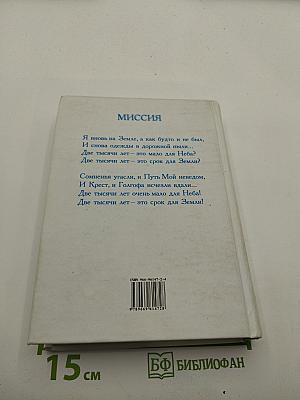 МИССИЯ
Я вновь на Земле, а как будто и не был,
И снова одежды в дорожной пыли...
Две тысячи лет – это мало для Неба?
Две тысячи лет – это срок для Земли?
Сомненья угасли, и Путь Мой неведом,
И Крест, и Голгофа исчезли вдали...
Две тысячи лет очень мало для Неба!
Две тысячи лет – это срок для Земли!
15 см
БФ БИБЛИОФАН